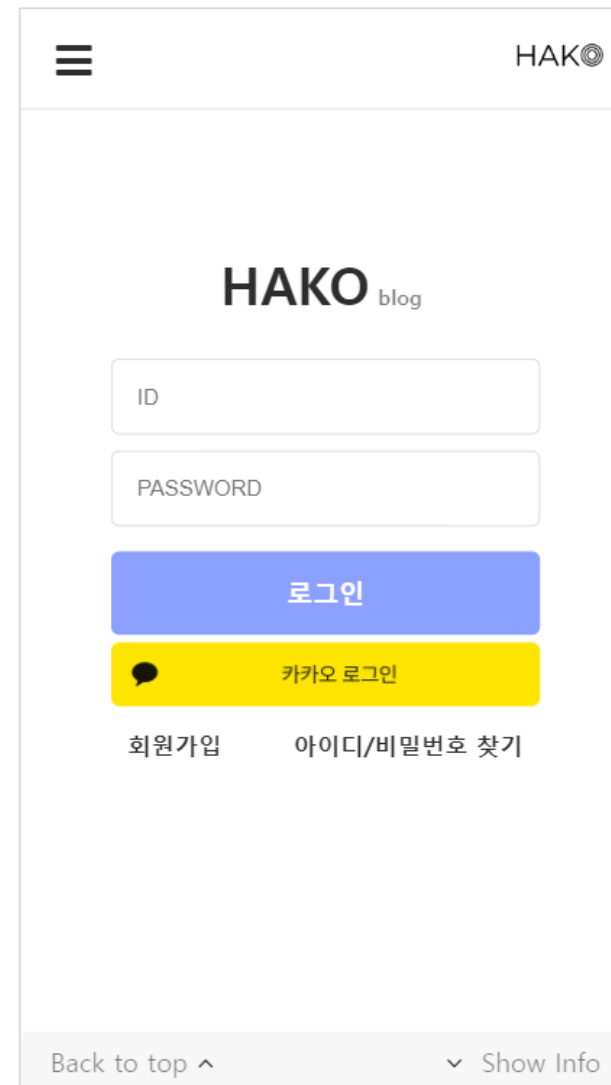 HAKO
HAKO blog
ID
PASSWORD
로그인
카카오 로그인
회원가입 아이디/비밀번호 찾기
Back to top Show Info